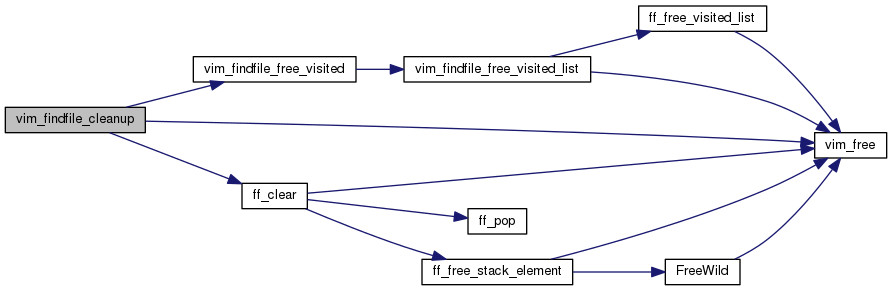 ff_free_visited_list
vim_findfile_free_visited
vim_findfile_free_visited_list
vim_findfile_cleanup
vim_free
ff_clear
ff_pop
ff_free_stack_element
FreeWild